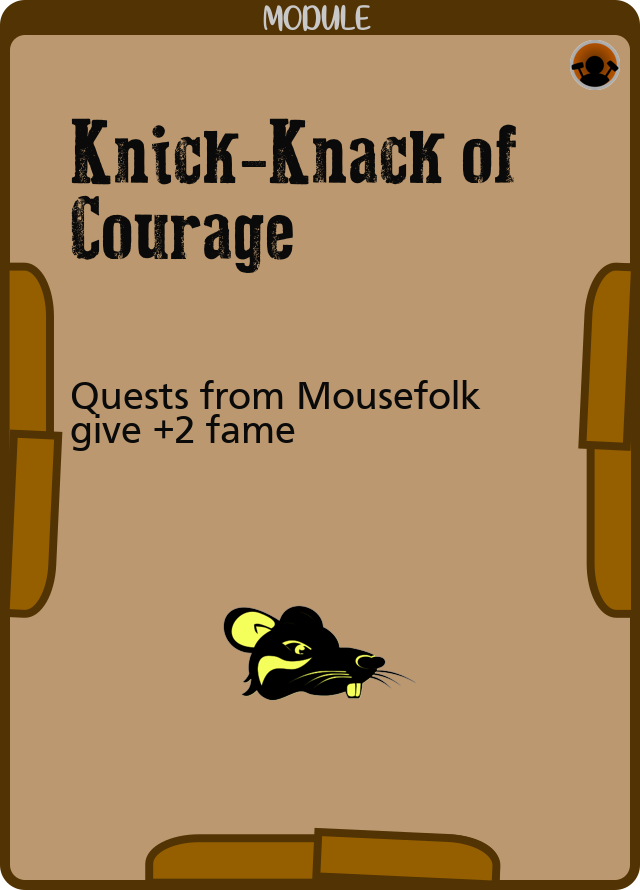 MODULE
Knick-Knack of
Courage
Quests from Mousefolk
give +2 fame